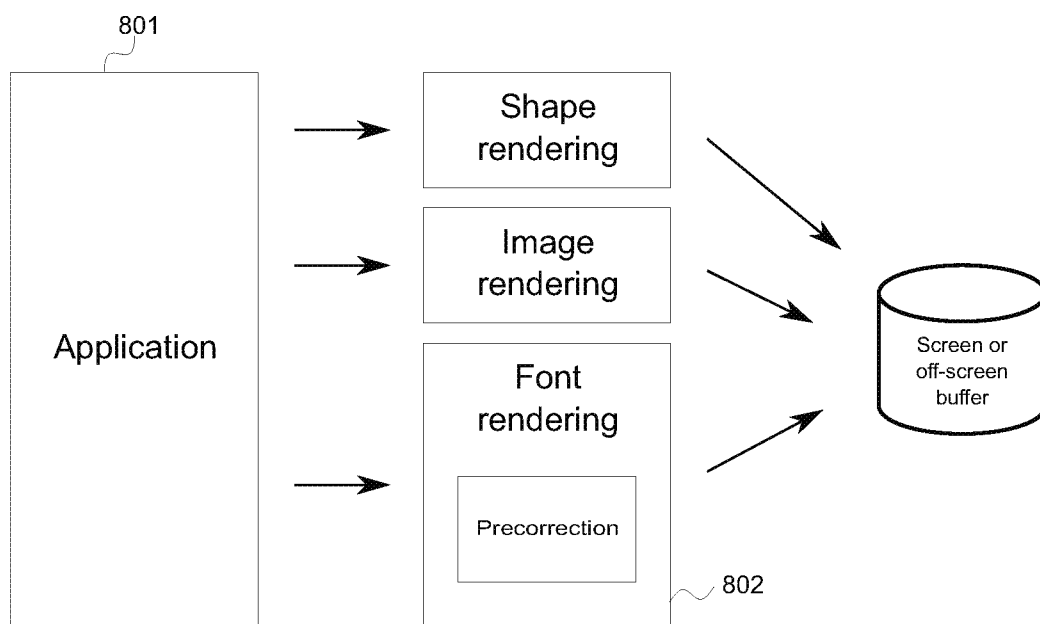 801
Application
Shape
rendering
Image
rendering
Font
rendering
Precorrection
802
Screen or
off-screen
buffer